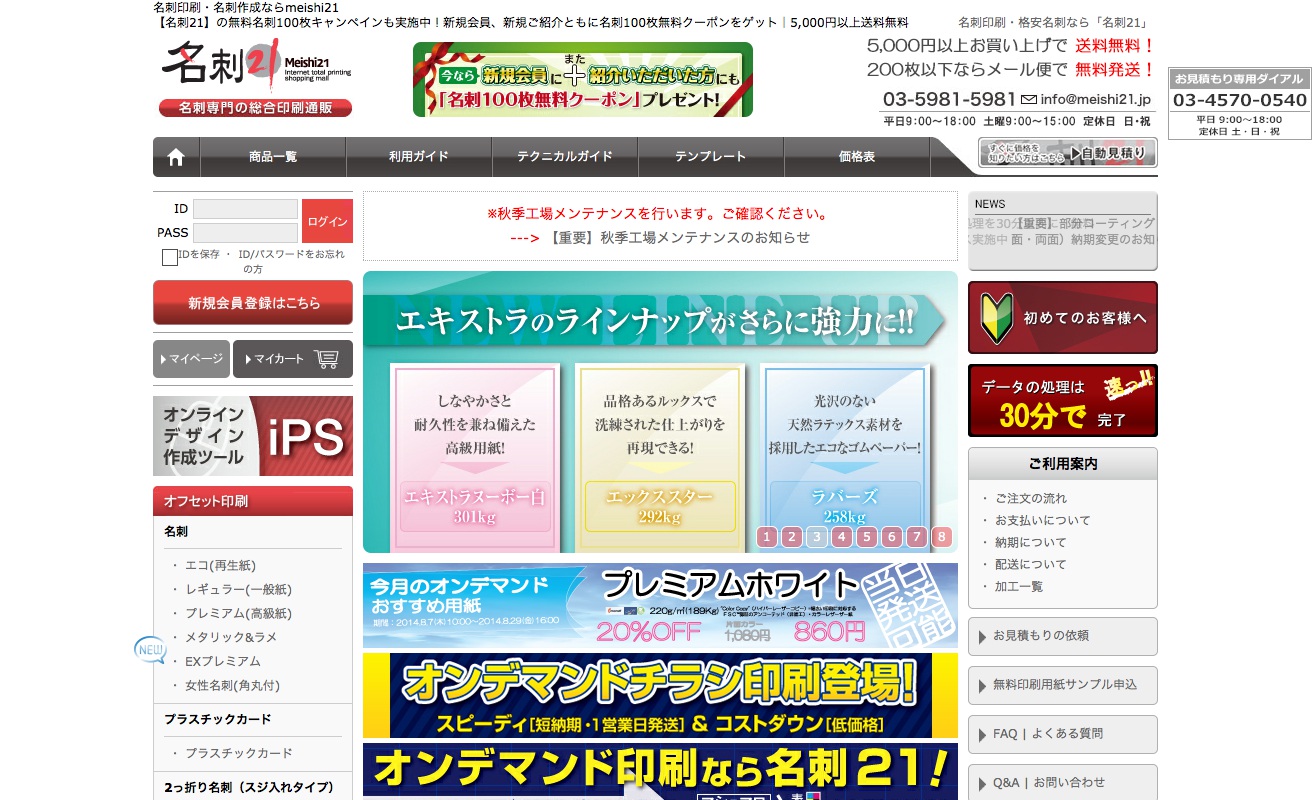 名刺印刷・名刺作成ならmeishi21
【名刺21】の無料名刺100枚キャンペインも実施中！新規会員、新規ご紹介ともに名刺100枚無料クーポンをゲット｜5,000円以上送料無料
名刺印刷・格安名刺なら「名刺21」
名刺21
Meishi21
Internet total printing
shopping mall
名刺専門の総合印刷通販
今なら 新規会員に また ＋ 紹介いただいた方にも
「名刺100枚無料クーポン」プレゼント!
5,000円以上お買い上げで 送料無料！
200枚以下ならメール便で 無料発送！
03-5981-5981 info@meishi21.jp
平日9：00〜18：00 土曜9：00〜15：00 定休日 日・祝
お見積もり専用ダイアル
03-4570-0540
平日 9:00〜18:00
定休日 土・日・祝
商品一覧
利用ガイド
テクニカルガイド
テンプレート
価格表
すぐに価格を
知りたい方はこちら
自動見積り
ID
PASS
ログイン
IDを保存 ・ ID/パスワードをお忘れ
の方
新規会員登録はこちら
マイページ
マイカート
オンライン
デザイン
作成ツール
iPS
オフセット印刷
名刺
・ エコ(再生紙)
・ レギュラー(一般紙)
・ プレミアム(高級紙)
・ メタリック&ラメ
NEW
・ EXプレミアム
・ 女性名刺(角丸付)
プラスチックカード
・ プラスチックカード
2っ折り名刺（スジ入れタイプ）
※秋季工場メンテナンスを行います。ご確認ください。
---> 【重要】秋季工場メンテナンスのお知らせ
NEW LINE UP
エキストラのラインナップがさらに強力に!!
しなやかさと
耐久性を兼ね備えた
高級用紙!
エキストラヌーボー白
301kg
品格あるルックスで
洗練された仕上がりを
再現できる!
エックススター
292kg
光沢のない
天然ラテックス素材を
採用したエコなゴムペーパー!
ラバーズ
258kg
1 2 3 4 5 6 7 8
今月のオンデマンド
おすすめ用紙
期間：2014.8.7(木)10:00〜2014.8.29(金)16:00
プレミアムホワイト
220g/㎡(189Kg)
20%OFF
片面カラー
1,080円
860円
当日発送可能
オンデマンドチラシ印刷登場!
スピーディ[短納期・1営業日発送] & コストダウン[低価格]
オンデマンド印刷なら名刺21!
NEWS
【重要】部分コーティング
面・両面）納期変更のお知
初めてのお客様へ
データの処理は
速っ!!
30分で 完了
ご利用案内
・ ご注文の流れ
・ お支払いについて
・ 納期について
・ 配送について
・ 加工一覧
お見積もりの依頼
無料印刷用紙サンプル申込
FAQ | よくある質問
Q&A | お問い合わせ